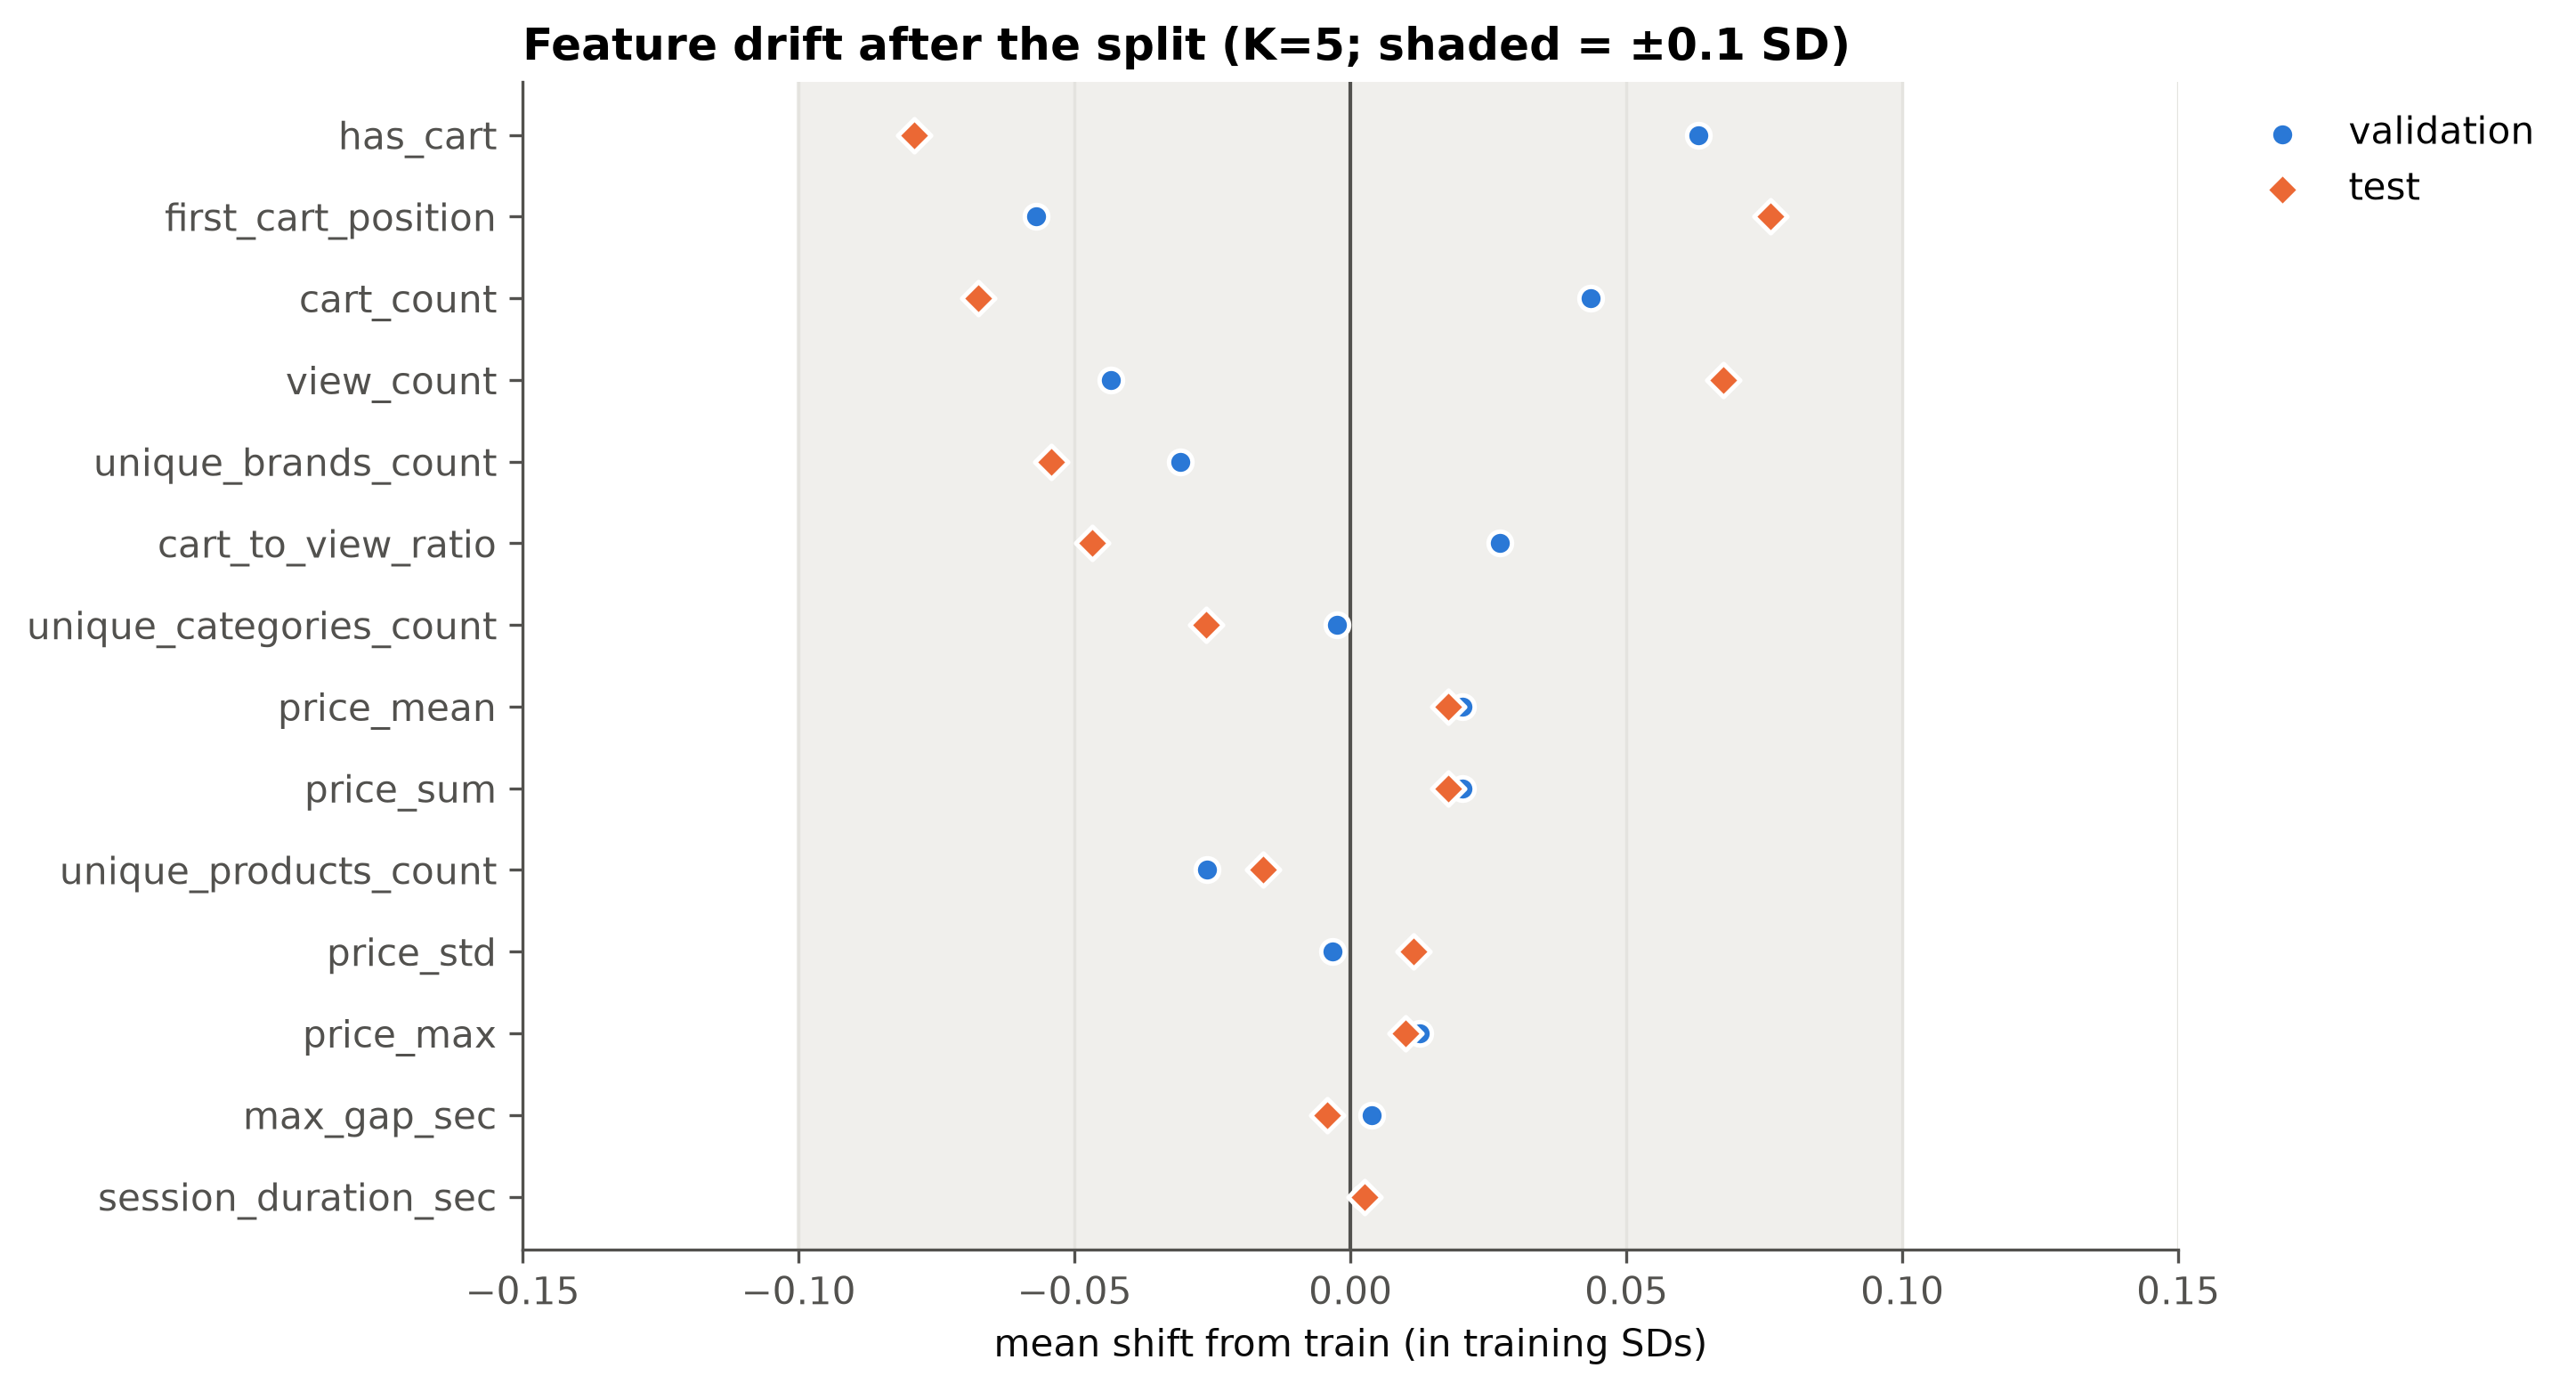 Feature drift after the split (K=5; shaded = ±0.1 SD)
has_cart
first_cart_position
cart_count
view_count
unique_brands_count
cart_to_view_ratio
unique_categories_count
price_mean
price_sum
unique_products_count
price_std
price_max
max_gap_sec
session_duration_sec
validation
test
−0.15 −0.10 −0.05 0.00 0.05 0.10 0.15
mean shift from train (in training SDs)